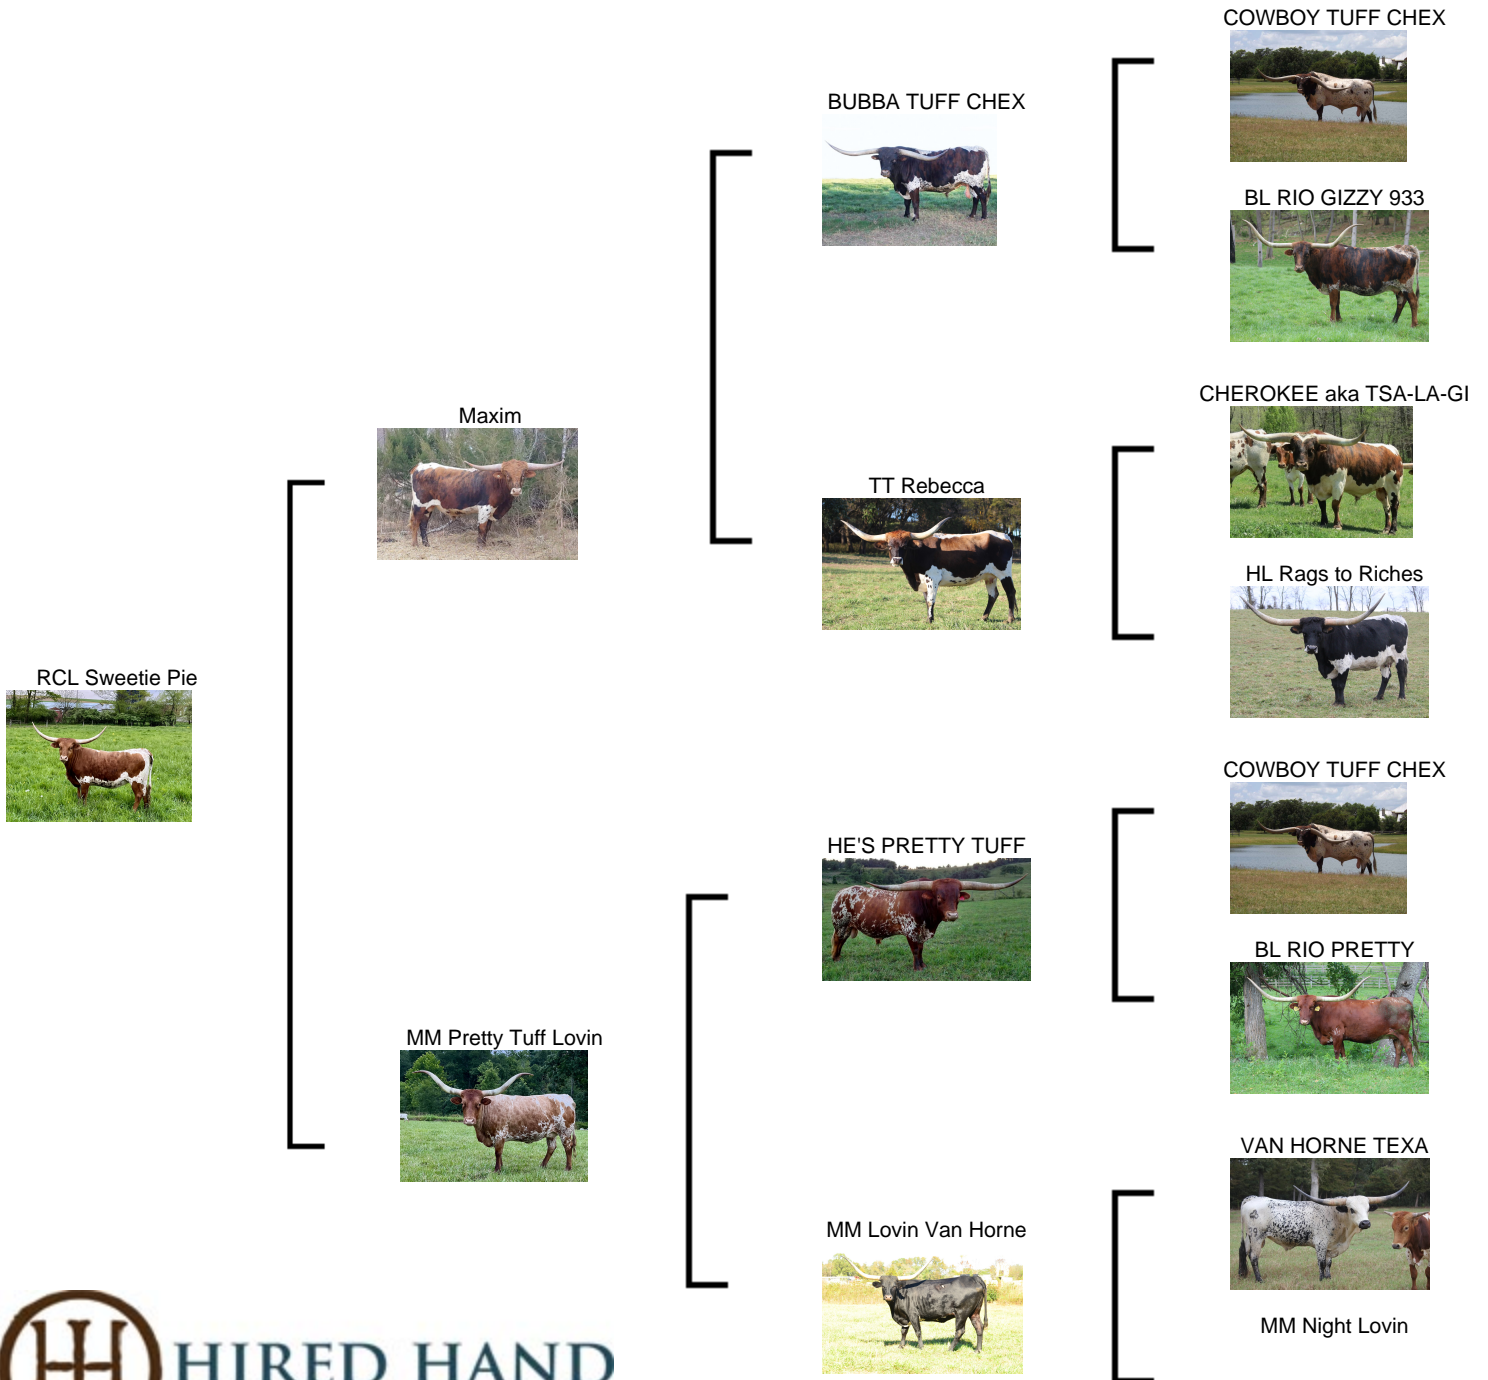 COWBOY TUFF CHEX
BUBBA TUFF CHEX
BL RIO GIZZY 933
Maxim
CHEROKEE aka TSA-LA-GI
TT Rebecca
HL Rags to Riches
RCL Sweetie Pie
COWBOY TUFF CHEX
HE'S PRETTY TUFF
BL RIO PRETTY
MM Pretty Tuff Lovin
VAN HORNE TEXA
MM Lovin Van Horne
MM Night Lovin
HIRED HAND